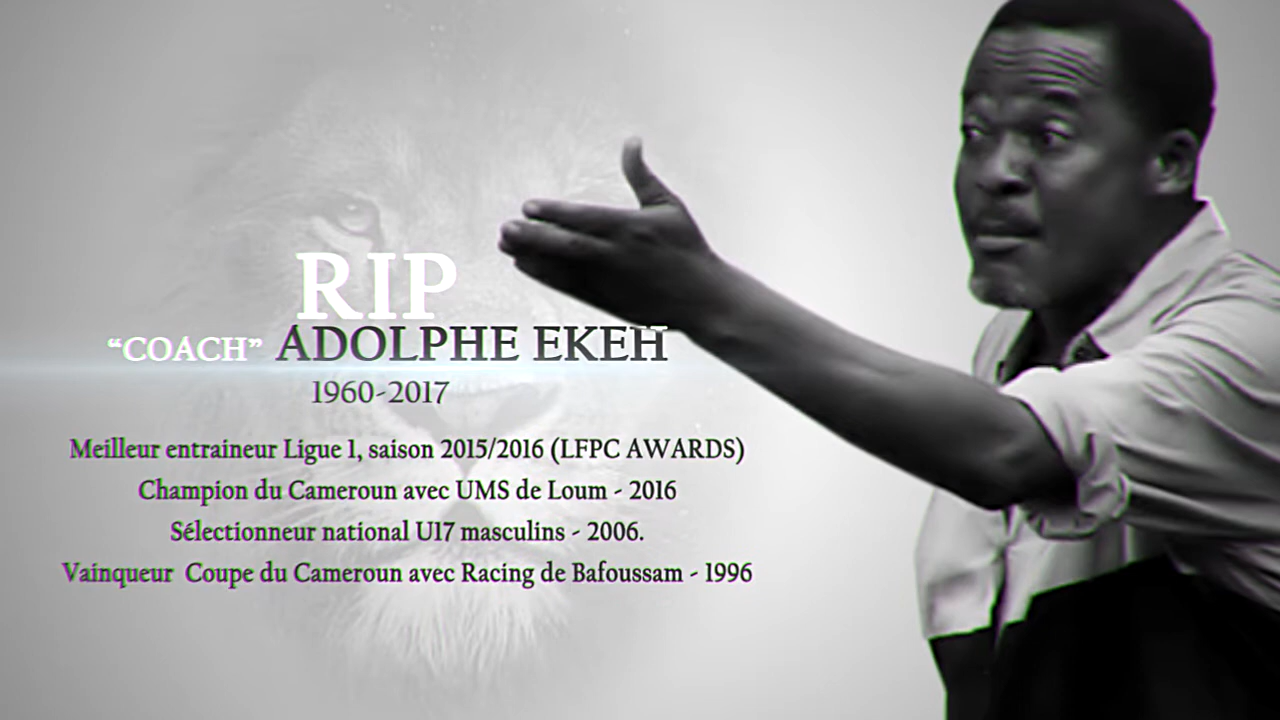 RIP
“COACH” ADOLPHE EKEH
1960-2017
Meilleur entraineur Ligue 1, saison 2015/2016 (LFPC AWARDS)
Champion du Cameroun avec UMS de Loum - 2016
Sélectionneur national U17 masculins - 2006.
Vainqueur Coupe du Cameroun avec Racing de Bafoussam - 1996